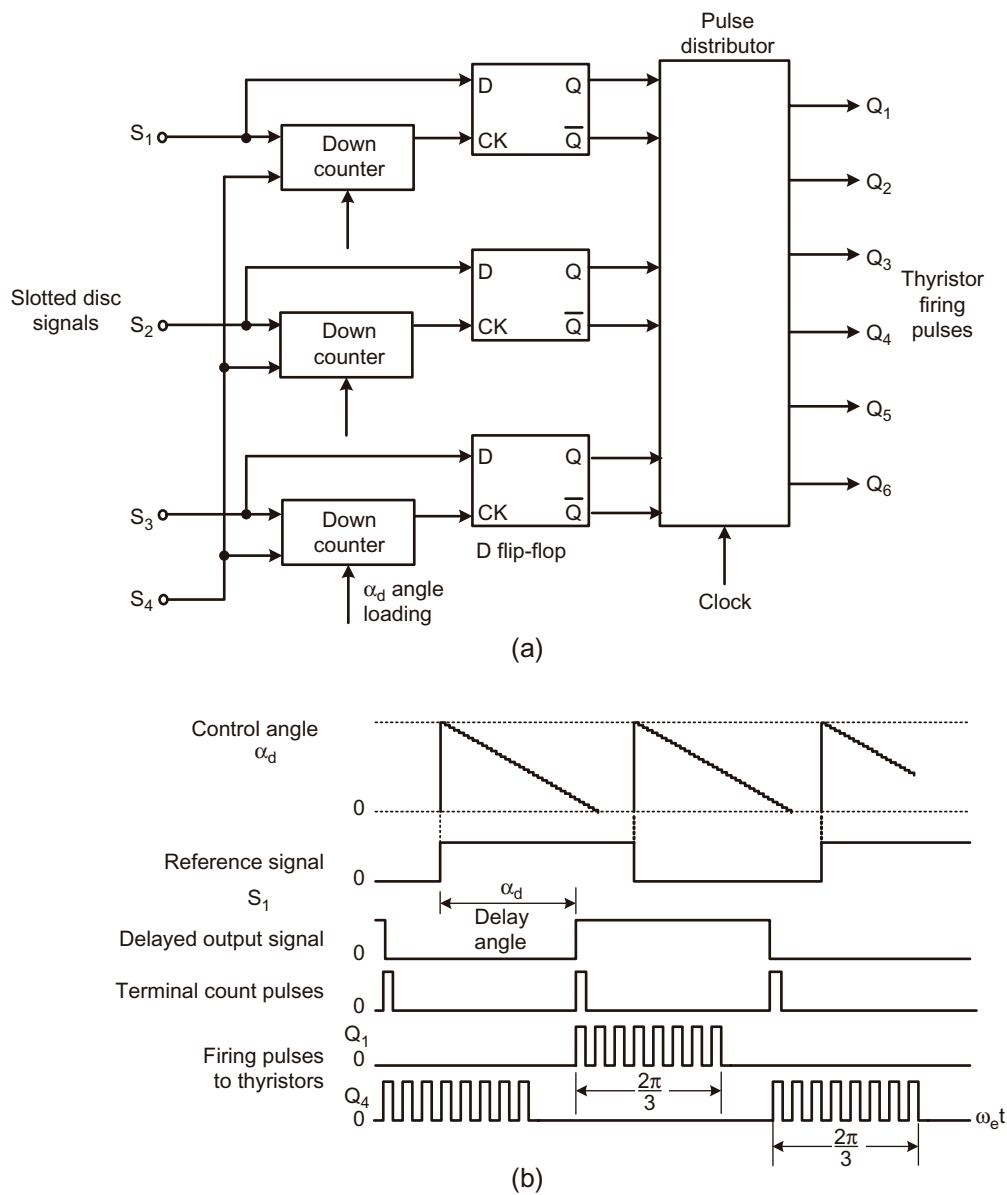 Pulse
distributor
D Q
S1
CK Q̅
Down
counter
Q1
Q2
D Q
Q3
Slotted disc
signals
S2
CK Q̅
Down
counter
Thyristor
firing
pulses
Q4
Q5
D Q
Q6
S3
CK Q̅
Down
counter
D flip-flop
S4
αd angle
loading
Clock
(a)
Control angle
αd
0
Reference signal
0
S1
αd
Delay
angle
Delayed output signal
0
Terminal count pulses
0
Q1
0
Firing pulses
to thyristors
2π
3
Q4
0
ωet
2π
3
(b)